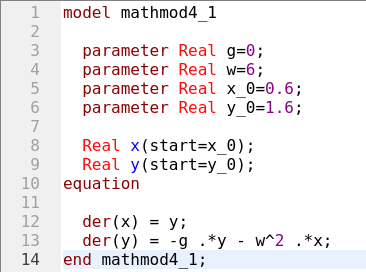 1 model mathmod4_1
2
3 parameter Real g=0;
4 parameter Real w=6;
5 parameter Real x_0=0.6;
6 parameter Real y_0=1.6;
7
8 Real x(start=x_0);
9 Real y(start=y_0);
10 equation
11
12 der(x) = y;
13 der(y) = -g .*y - w^2 .*x;
14 end mathmod4_1;